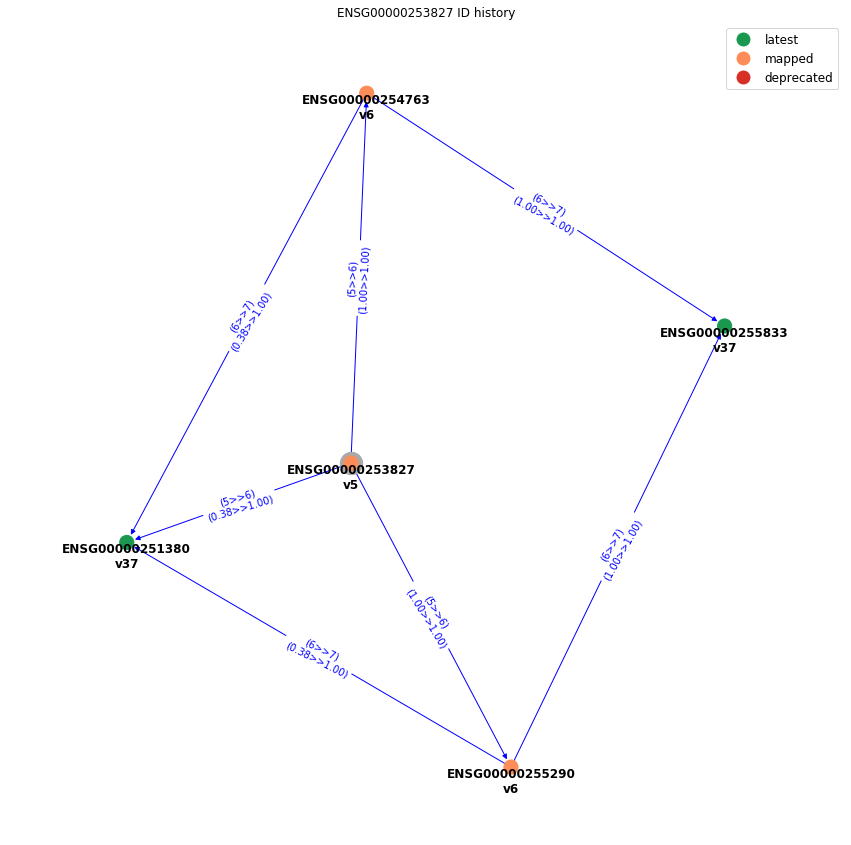 ENSG00000253827 ID history
latest
mapped
deprecated
ENSG00000254763
v6
(6>>7)
(1.00>>1.00)
(5>>6)
(1.00>>1.00)
(6>>7)
(0.38>>1.00)
ENSG00000255833
v37
ENSG00000253827
v5
(5>>6)
(0.38>>1.00)
ENSG00000251380
v37
(6>>7)
(1.00>>1.00)
(5>>6)
(1.00>>1.00)
(6>>7)
(0.38>>1.00)
ENSG00000255290
v6